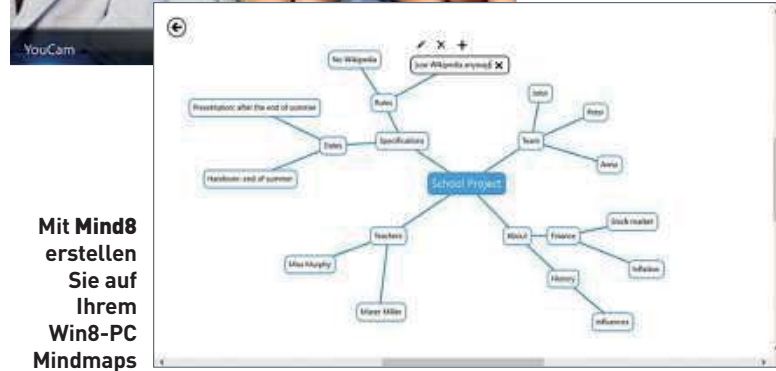 YouCam
No Wikipedia
[use Wikipedia anyway]
Rules
Presentation: after the end of summer
Dates
Specifications
Handover: end of summer
John
Peter
Team
Anna
School Project
Teachers
Miss Murphy
Mister Miller
About
Finance
Stock market
Inflation
History
Influences
Mit Mind8
erstellen
Sie auf
Ihrem
Win8-PC
Mindmaps